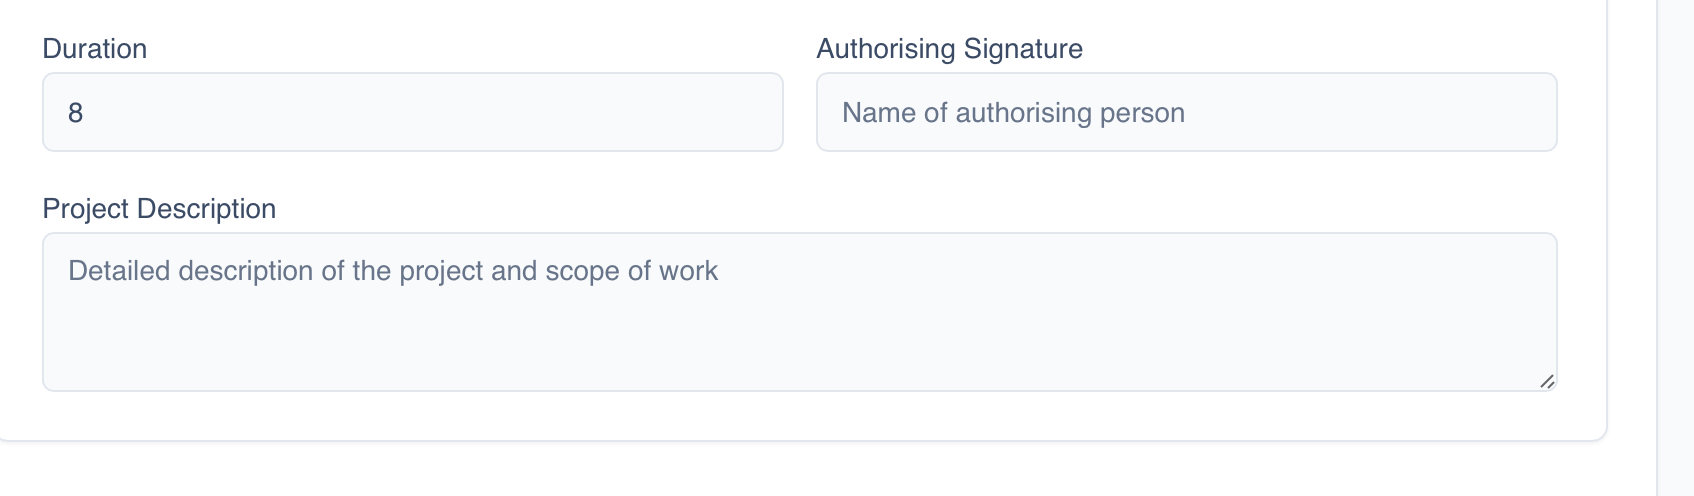 Duration
Authorising Signature
8
Name of authorising person
Project Description
Detailed description of the project and scope of work